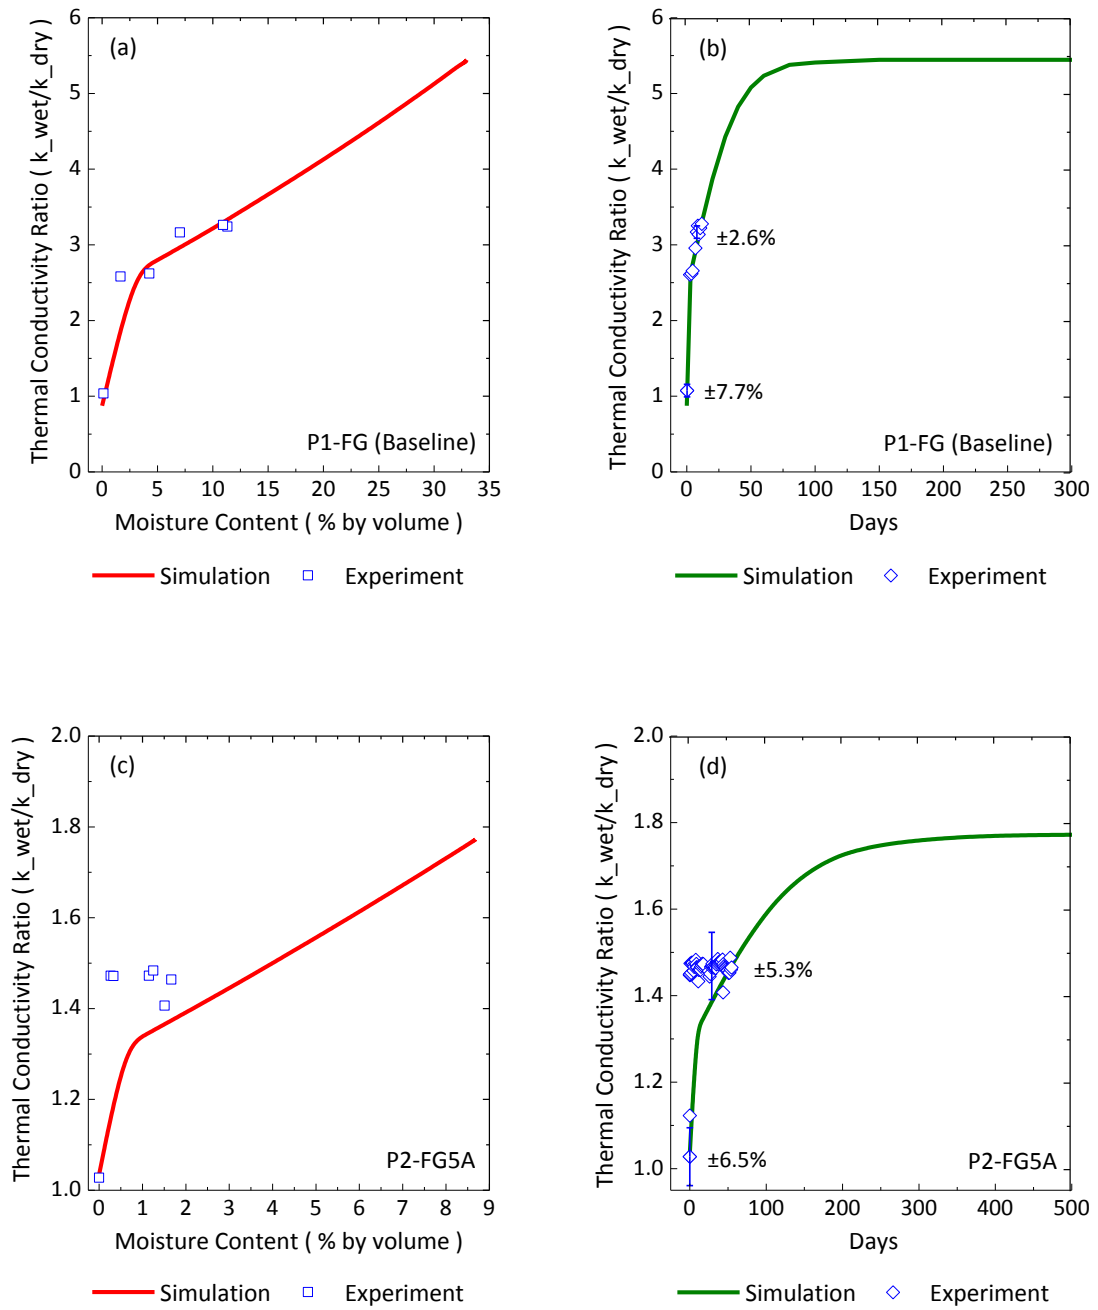 (a)
Thermal Conductivity Ratio ( k_wet/k_dry )
6
5
4
3
2
1
0
P1-FG (Baseline)
0 5 10 15 20 25 30 35
Moisture Content ( % by volume )
Simulation Experiment
(b)
Thermal Conductivity Ratio ( k_wet/k_dry )
6
5
4
3
2
1
0
±2.6%
±7.7%
P1-FG (Baseline)
0 50 100 150 200 250 300
Days
Simulation Experiment
(c)
Thermal Conductivity Ratio ( k_wet/k_dry )
2.0
1.8
1.6
1.4
1.2
1.0
P2-FG5A
0 1 2 3 4 5 6 7 8 9
Moisture Content ( % by volume )
Simulation Experiment
(d)
Thermal Conductivity Ratio ( k_wet/k_dry )
2.0
1.8
1.6
1.4
1.2
1.0
±5.3%
±6.5%
P2-FG5A
0 100 200 300 400 500
Days
Simulation Experiment